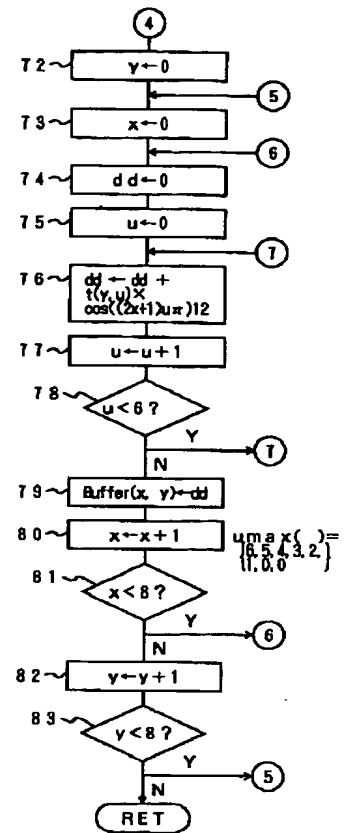 4
72 y←0
5
73 x←0
6
74 dd←0
75 u←0
7
76 dd ← dd +
t(y,u)×
cos((2x+1)uπ)12
77 u←u+1
78 u<6?
Y 7
N
79 Buffer(x, y)←dd
80 x←x+1
umax( )=
{6,5,4,3,2,
1,0,0 }
81 x<8?
Y 6
N
82 y←y+1
83 y<8?
Y 5
N
RET